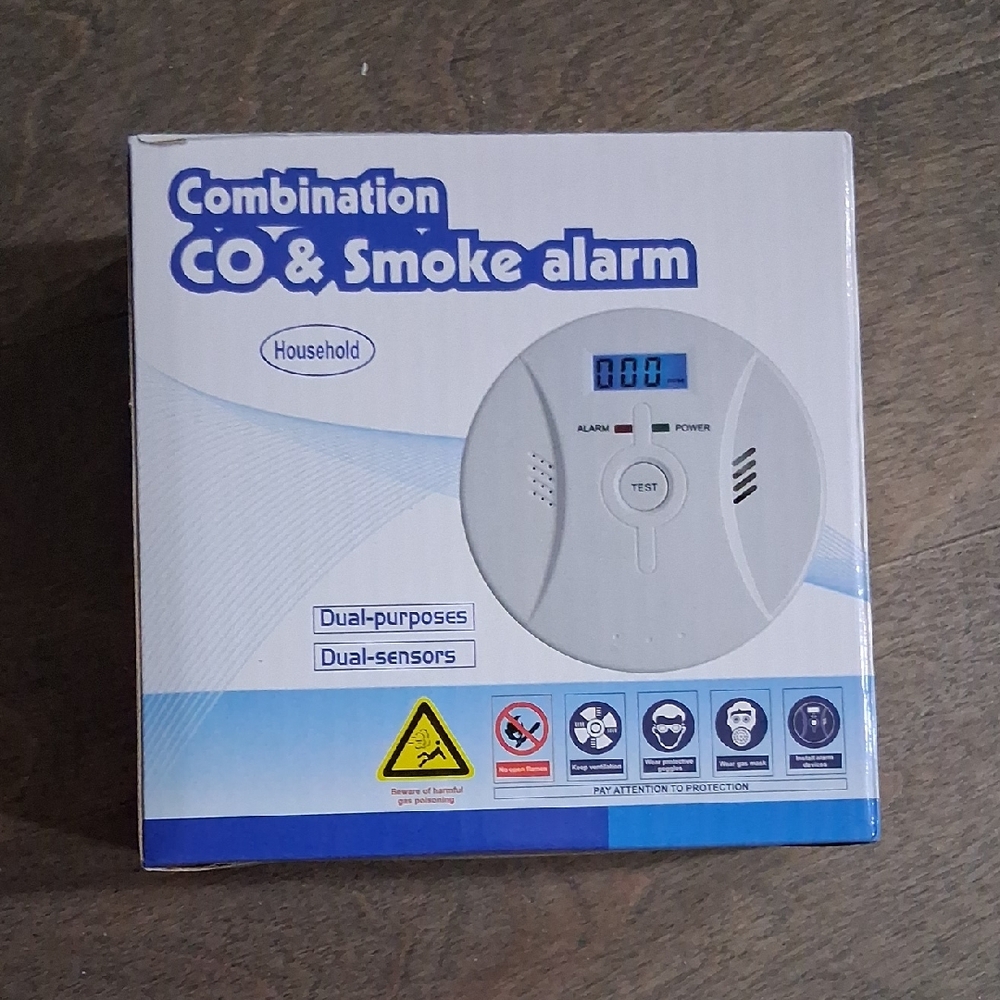 Combination
CO & Smoke alarm
Household
000
ALARM POWER
TEST
Dual-purposes
Dual-sensors
Beware of harmful
gas poisoning
No open flames
Keep ventilation
Wear protective
goggles
Wear gas mask
Install alarm
devices
PAY ATTENTION TO PROTECTION